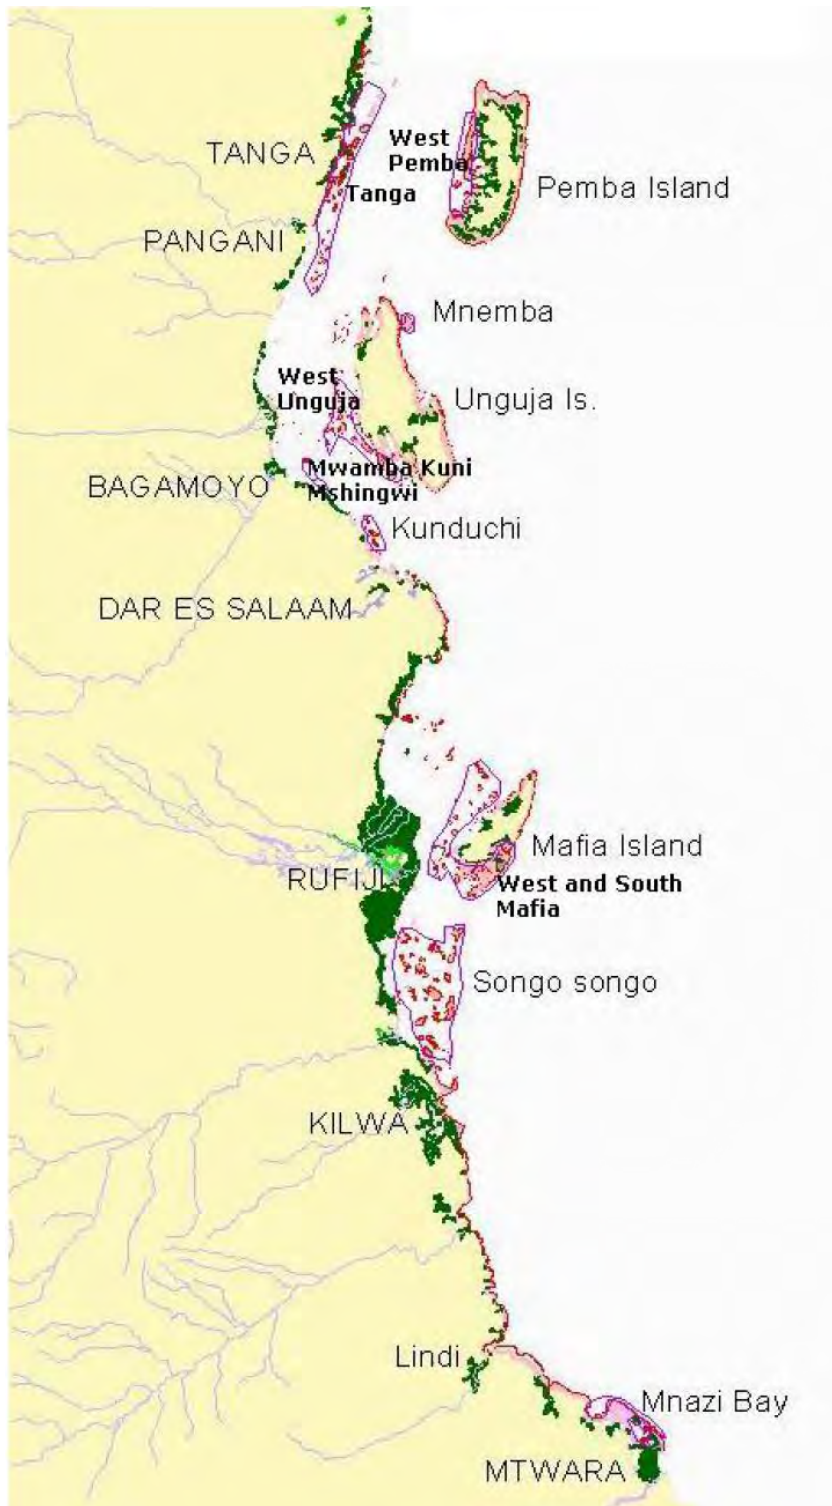 West
Pemba
TANGA
Tanga
Pemba Island
PANGANI
Mnemba
West
Unguja
Unguja Is.
Mwamba Kuni
Mshingwi
BAGAMOYO
Kunduchi
DAR ES SALAAM
Mafia Island
RUFIJI
West and South
Mafia
Songo songo
KILWA
Lindi
Mnazi Bay
MTWARA